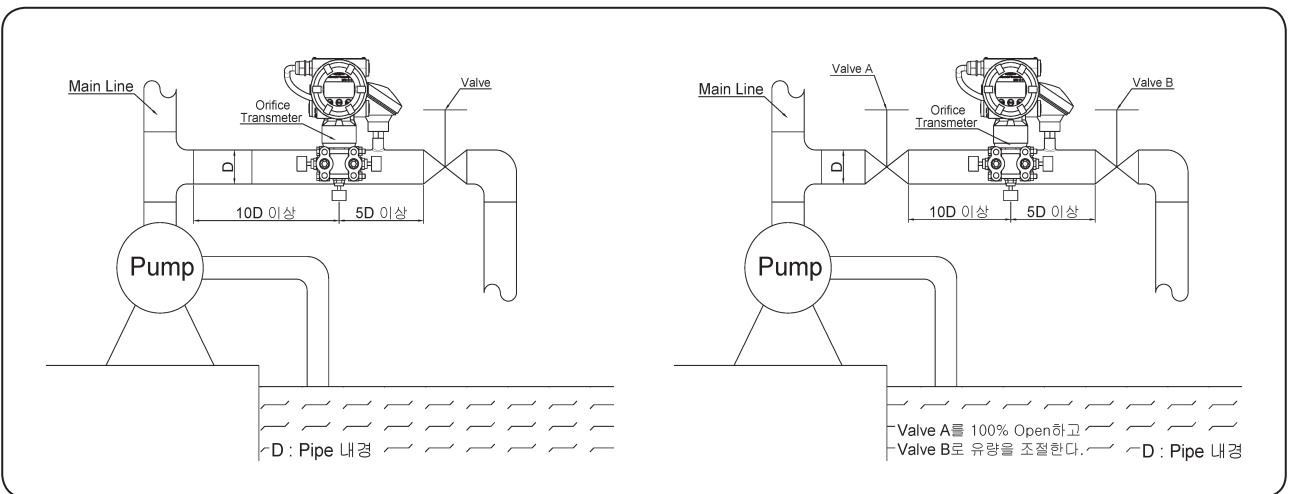 Main Line
Orifice
Transmeter
Valve
D
10D 이상
5D 이상
Pump
D : Pipe 내경
Main Line
Valve A
Orifice
Transmeter
Valve B
D
10D 이상
5D 이상
Pump
Valve A를 100% Open하고
Valve B로 유량을 조절한다.
D : Pipe 내경